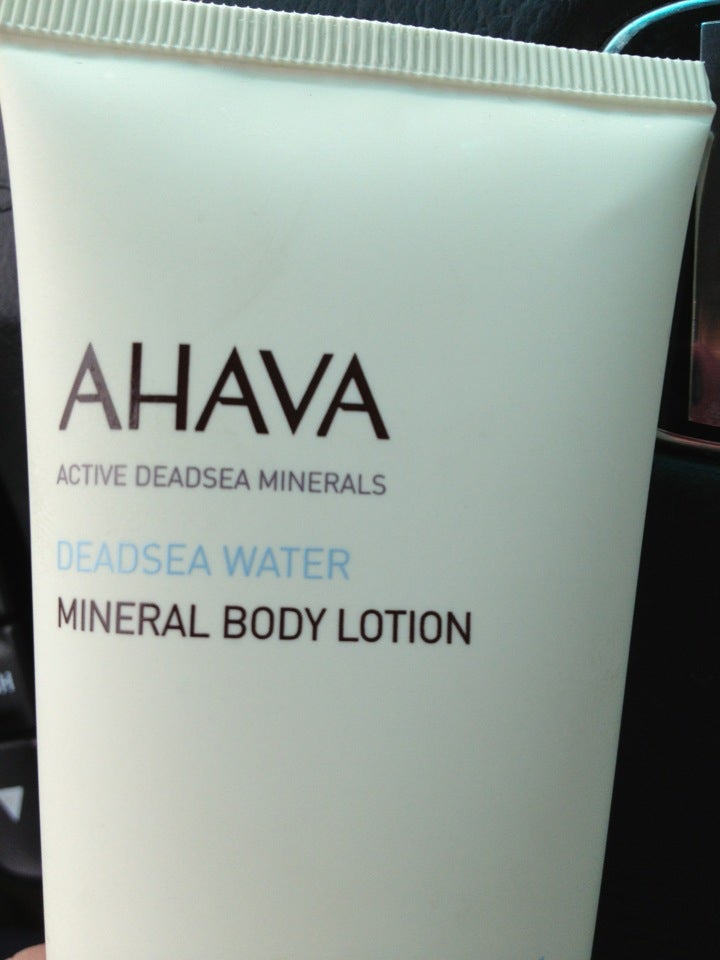 AHAVA
ACTIVE DEADSEA MINERALS
DEADSEA WATER
MINERAL BODY LOTION